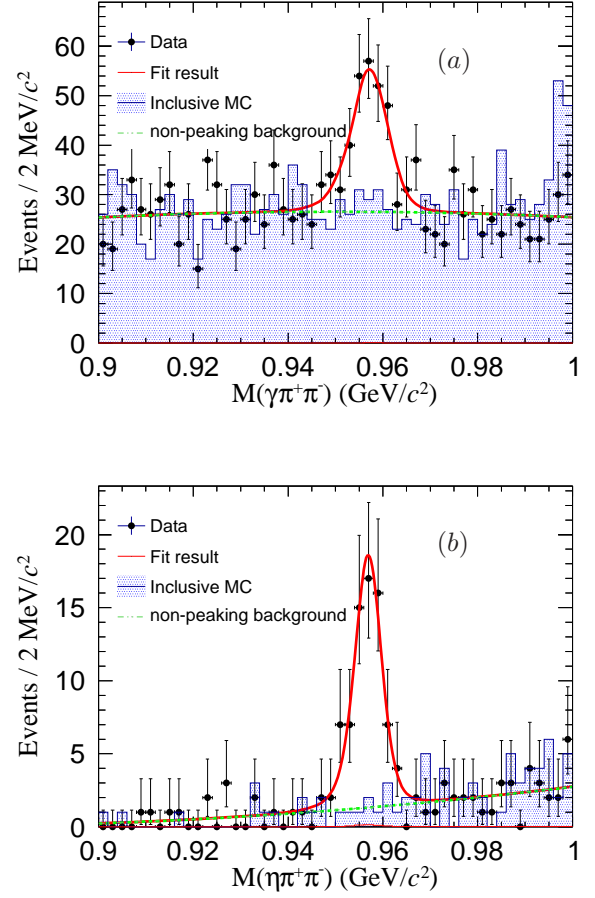 Events / 2 MeV/c²
60
50
40
30
20
10
0
Data
Fit result
Inclusive MC
non-peaking background
(a)
0.9 0.92 0.94 0.96 0.98 1
M(γπ⁺π⁻) (GeV/c²)
Events / 2 MeV/c²
20
15
10
5
0
Data
Fit result
Inclusive MC
non-peaking background
(b)
0.9 0.92 0.94 0.96 0.98 1
M(ηπ⁺π⁻) (GeV/c²)